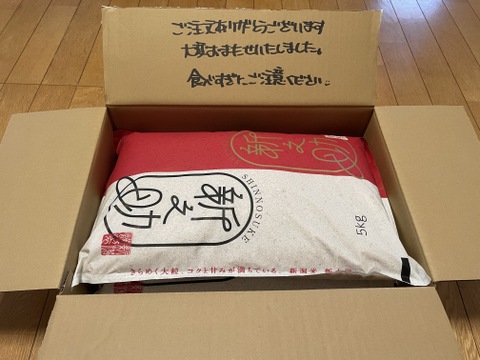 ご注文ありがとうございます
大変おまたせいたしました。
食べすぎにご注意ください
新之助
新之助
SHINNOSUKE
5kg
きらめく大粒、コクと甘みが満ちている。 新潟米